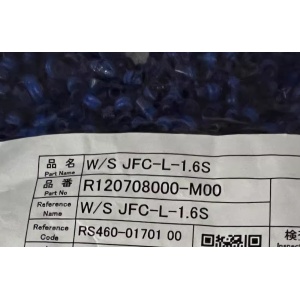 品 名 W/S JFC-L-1.6S
Part Name
品 番 R120708000-M00
Part No.
Reference Name W/S JFC-L-1.6S
Reference Code RS460-01701 00
検